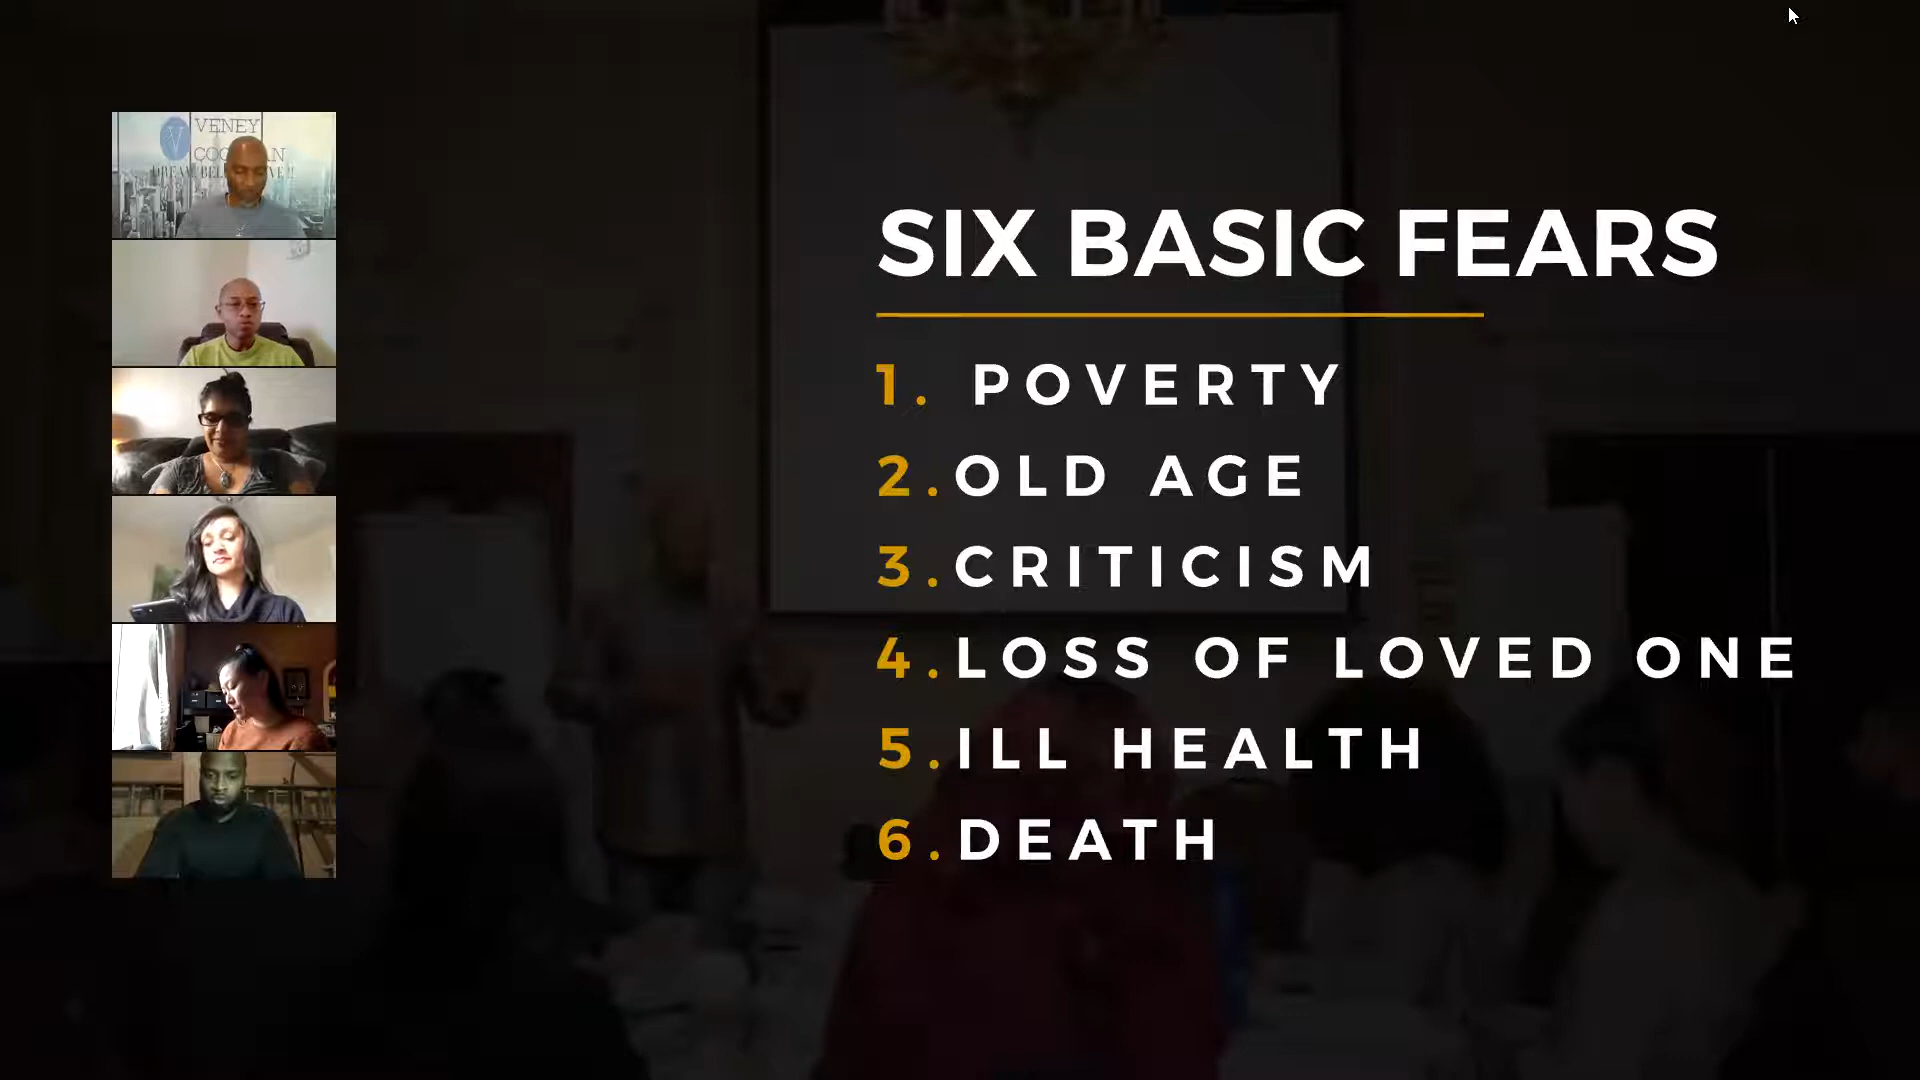 V
VENEY
SIX BASIC FEARS
1. POVERTY
2. OLD AGE
3. CRITICISM
4. LOSS OF LOVED ONE
5. ILL HEALTH
6. DEATH